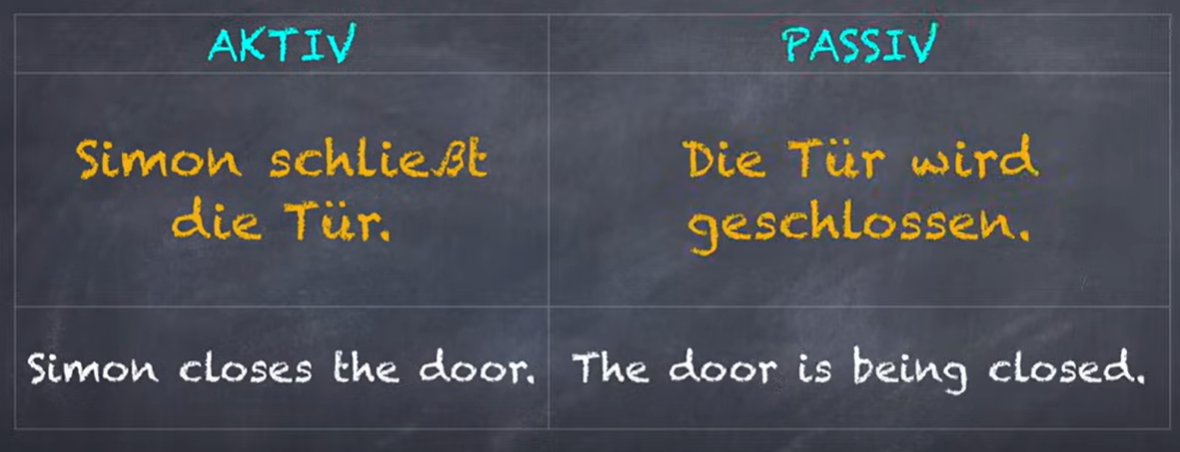 AKTIV
PASSIV
Simon schließt
die Tür.
Die Tür wird
geschlossen.
Simon closes the door.
The door is being closed.